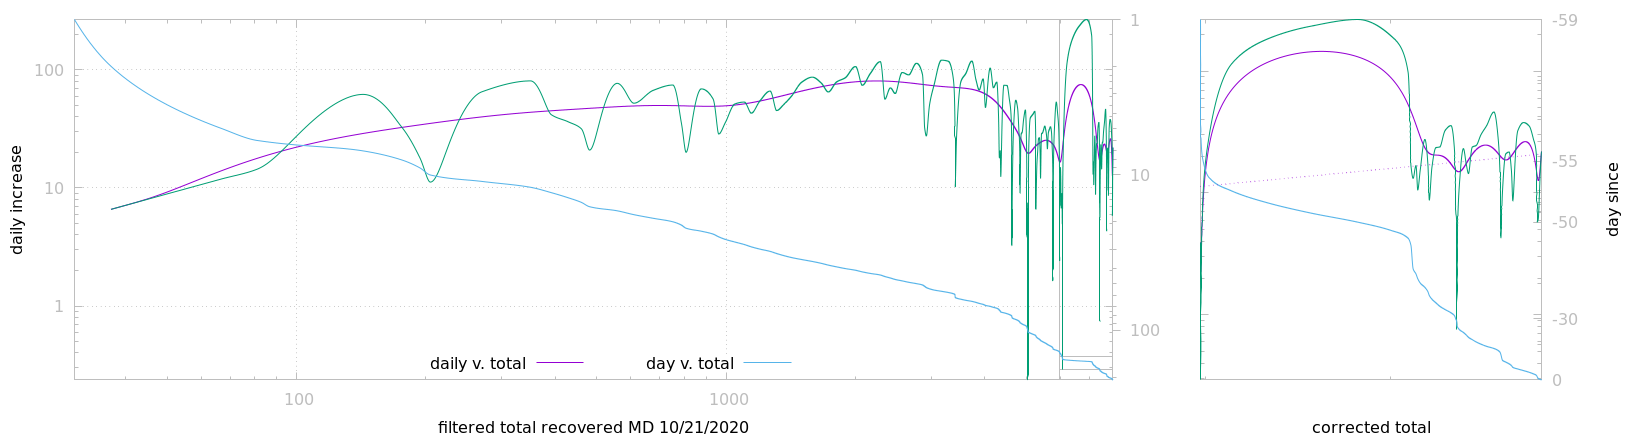 daily increase
100
10
1
100
1000
daily v. total
day v. total
filtered total recovered MD 10/21/2020
1
10
100
-59
-55
-50
-30
0
day since
corrected total